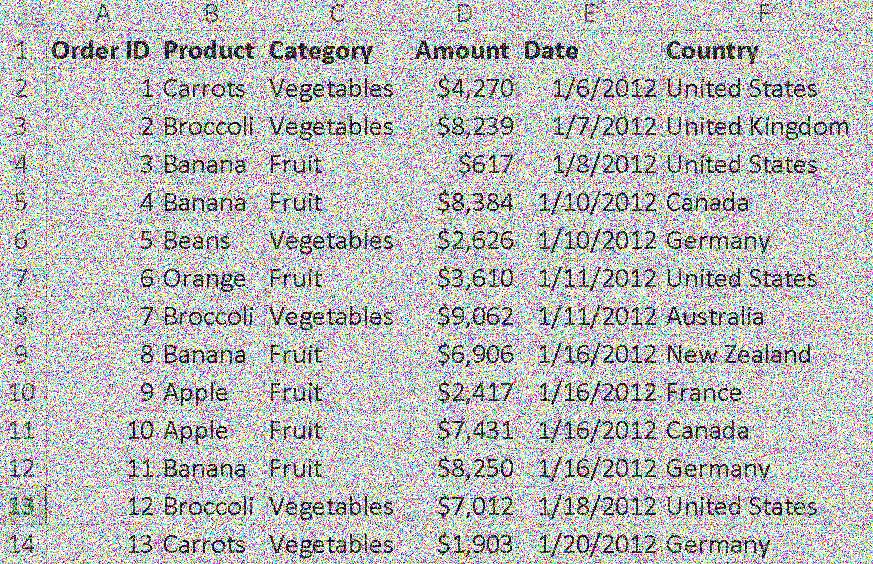 A B C D E F
1 Order ID Product Category Amount Date Country
2 1 Carrots Vegetables $4,270 1/6/2012 United States
3 2 Broccoli Vegetables $8,239 1/7/2012 United Kingdom
4 3 Banana Fruit $617 1/8/2012 United States
5 4 Banana Fruit $8,384 1/10/2012 Canada
6 5 Beans Vegetables $2,626 1/10/2012 Germany
7 6 Orange Fruit $3,610 1/11/2012 United States
8 7 Broccoli Vegetables $9,062 1/11/2012 Australia
9 8 Banana Fruit $6,906 1/16/2012 New Zealand
10 9 Apple Fruit $2,417 1/16/2012 France
11 10 Apple Fruit $7,431 1/16/2012 Canada
12 11 Banana Fruit $8,250 1/16/2012 Germany
13 12 Broccoli Vegetables $7,012 1/18/2012 United States
14 13 Carrots Vegetables $1,903 1/20/2012 Germany